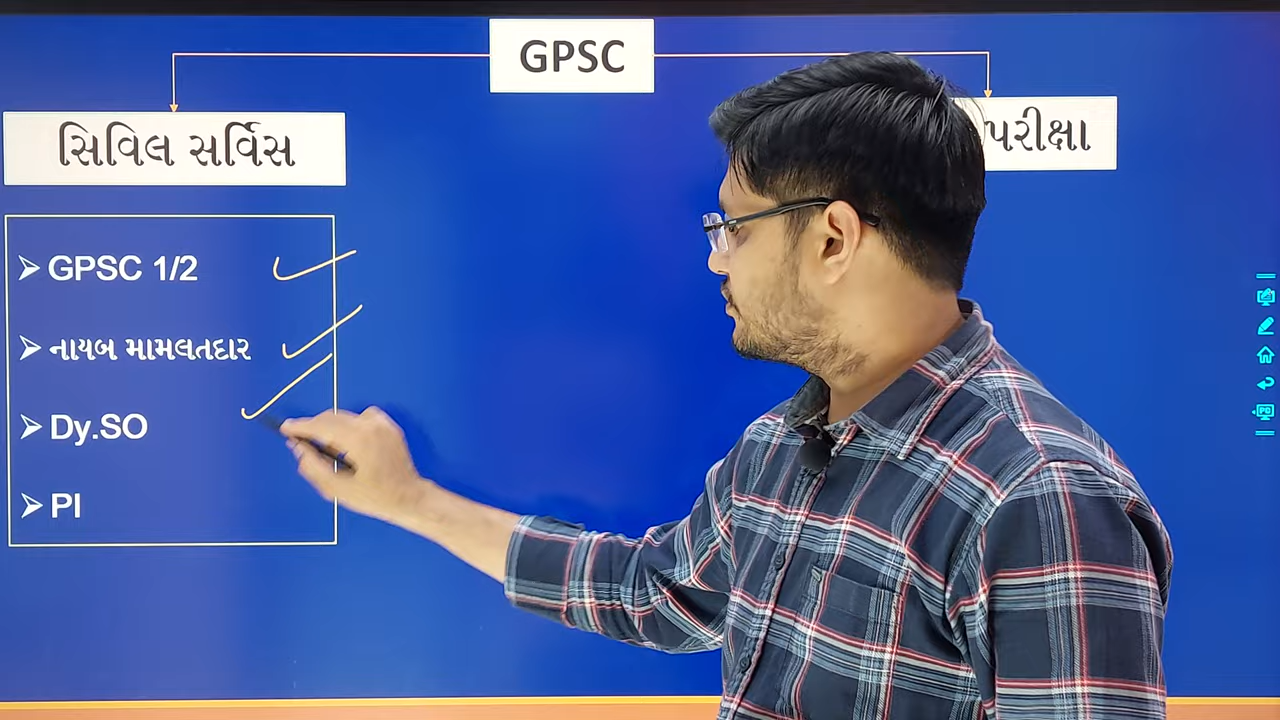 GPSC
સિવિલ સર્વિસ
પરીક્ષા
➢ GPSC 1/2
➢ નાયબ મામલતદાર
➢ Dy.SO
➢ PI